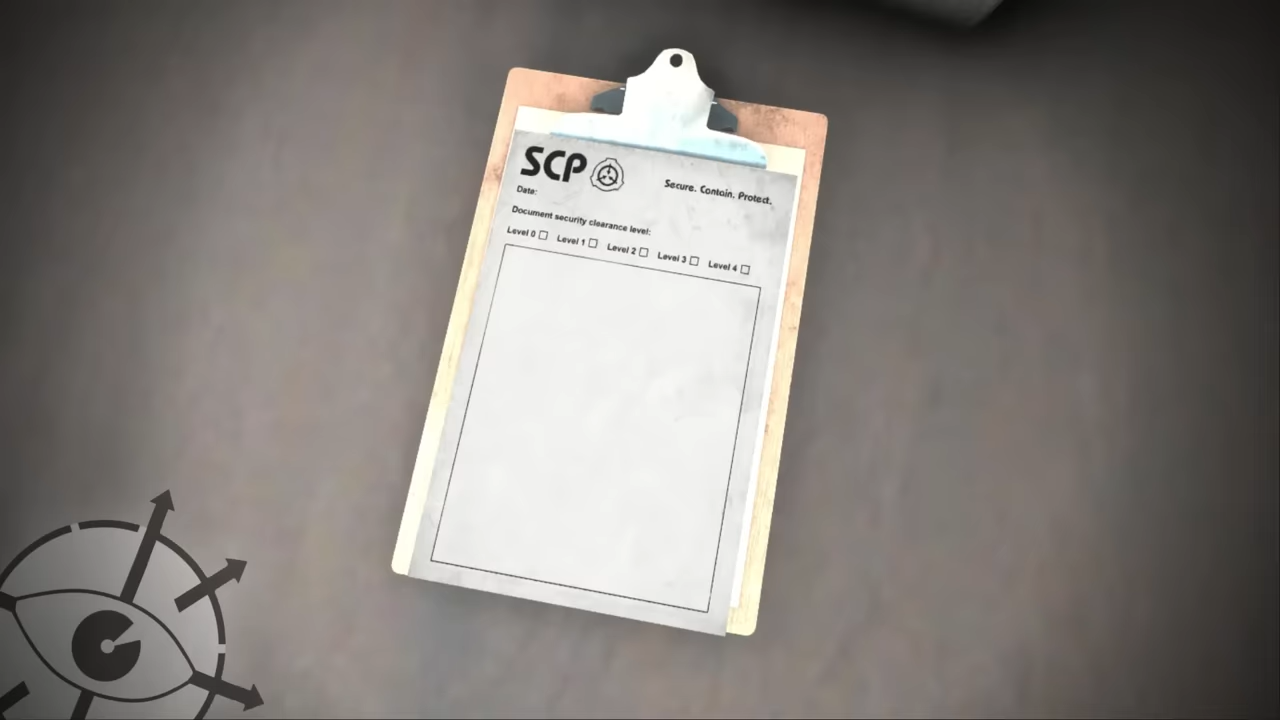 SCP
Secure. Contain. Protect.
Date:
Document security clearance level:
Level 0 Level 1 Level 2 Level 3 Level 4